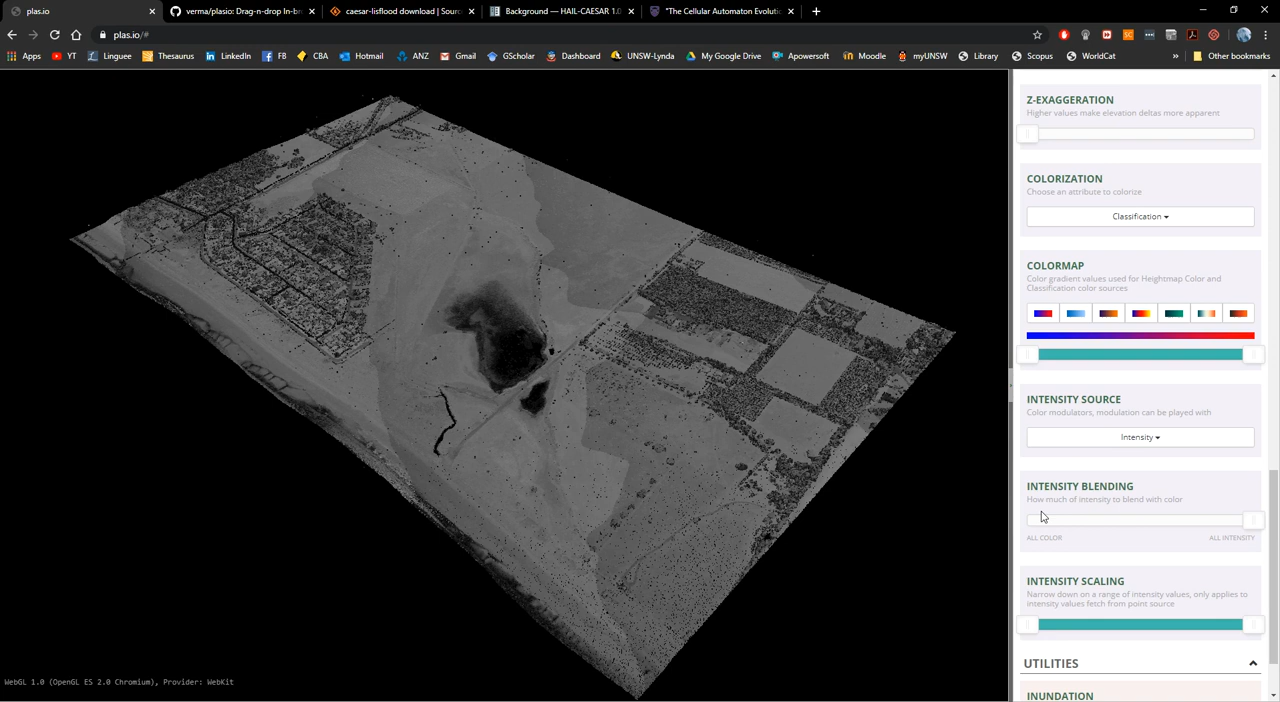 plas.io
verma/plasio: Drag-n-drop In-bro
caesar-lisflood download | Sourc
Background — HAIL-CAESAR 1.0
"The Cellular Automaton Evolutio
plas.io/#
Apps
YT
Linguee
Thesaurus
LinkedIn
FB
CBA
Hotmail
ANZ
Gmail
GScholar
Dashboard
UNSW-Lynda
My Google Drive
Apowersoft
Moodle
myUNSW
Library
Scopus
WorldCat
»
Other bookmarks
Z-EXAGGERATION
Higher values make elevation deltas more apparent
COLORIZATION
Choose an attribute to colorize
Classification
COLORMAP
Color gradient values used for Heightmap Color and
Classification color sources
INTENSITY SOURCE
Color modulators, modulation can be played with
Intensity
INTENSITY BLENDING
How much of intensity to blend with color
ALL COLOR
ALL INTENSITY
INTENSITY SCALING
Narrow down on a range of intensity values, only applies to
intensity values fetch from point source
UTILITIES
INUNDATION
WebGL 1.0 (OpenGL ES 2.0 Chromium), Provider: WebKit